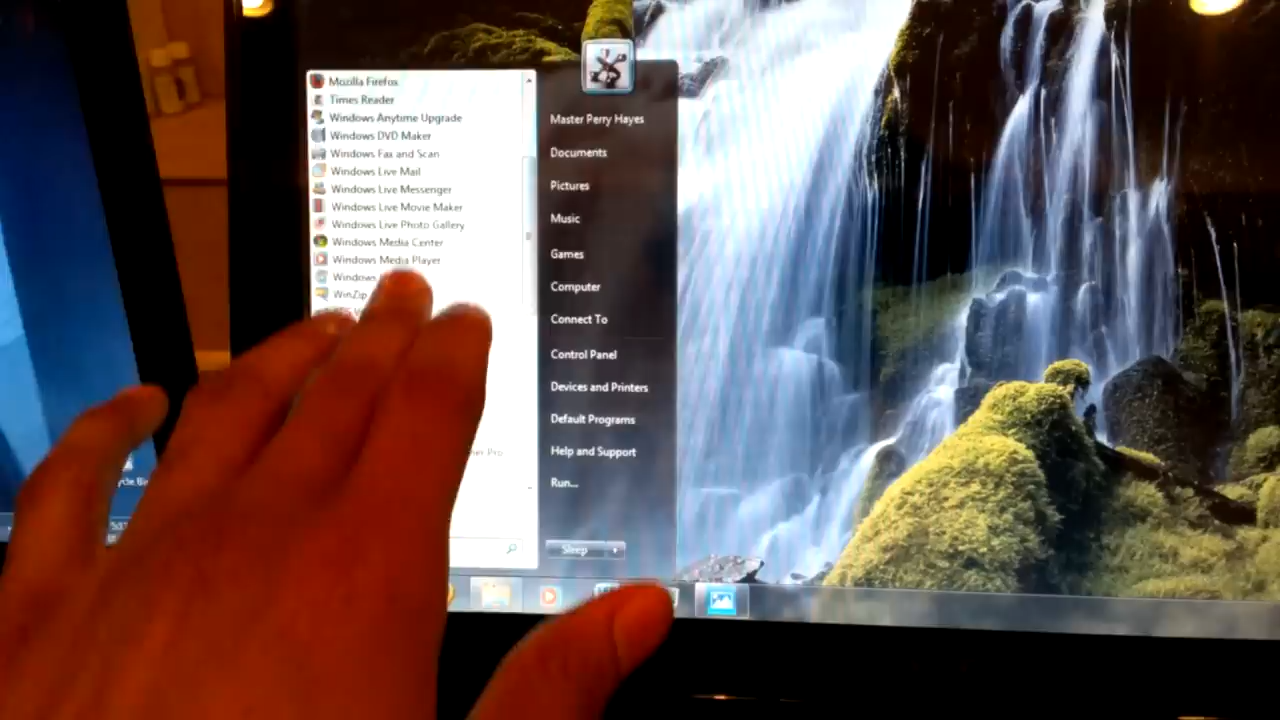 Mozilla Firefox
Times Reader
Windows Anytime Upgrade
Windows DVD Maker
Windows Fax and Scan
Windows Live Mail
Windows Live Messenger
Windows Live Movie Maker
Windows Live Photo Gallery
Windows Media Center
Windows Media Player
Windows
WinZip
Master Perry Hayes
Documents
Pictures
Music
Games
Computer
Connect To
Control Panel
Devices and Printers
Default Programs
Help and Support
Run...
Sleep